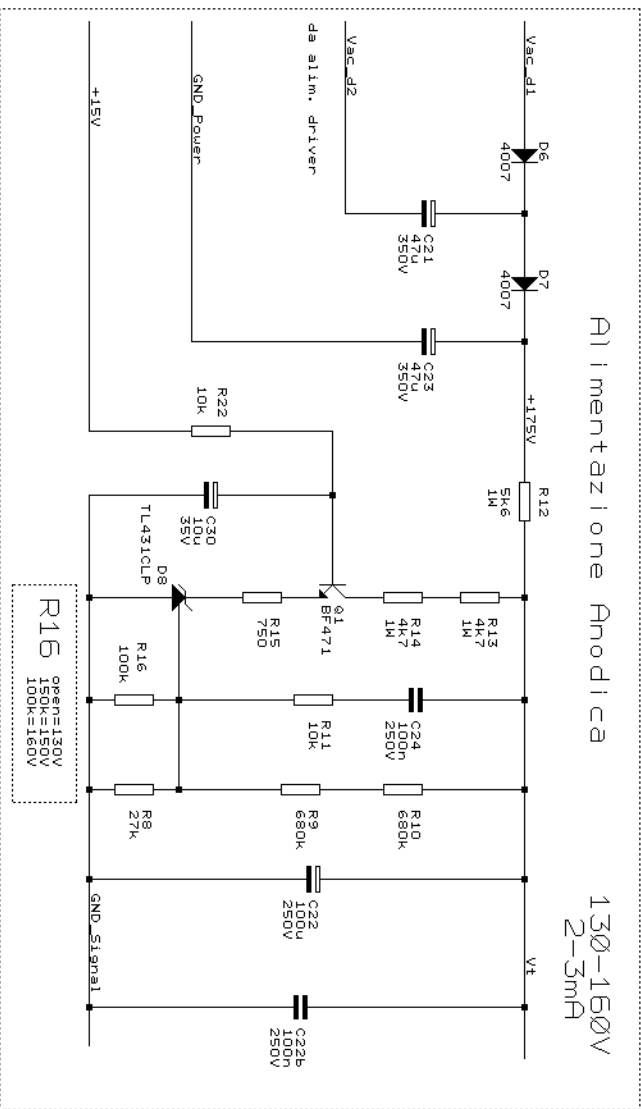 Alimentazione Anodica
130-160V
2-3mA
Vac_d1
D6
4007
D7
4007
+175V
R12
5k6
1W
Vt
Vac_d2
da alim. driver
C21
47u
350V
C23
47u
350V
R13
4k7
1W
R14
4k7
1W
C24
100n
250V
R10
680k
GND_Power
R22
10k
Q1
BF471
R15
750
R11
10k
R9
680k
C22
100u
250V
C22b
100n
250V
+15V
C30
10u
35V
D8
TL431CLP
R16
100k
R8
27k
GND_Signal
R16
open=130V
150k=150V
100k=160V